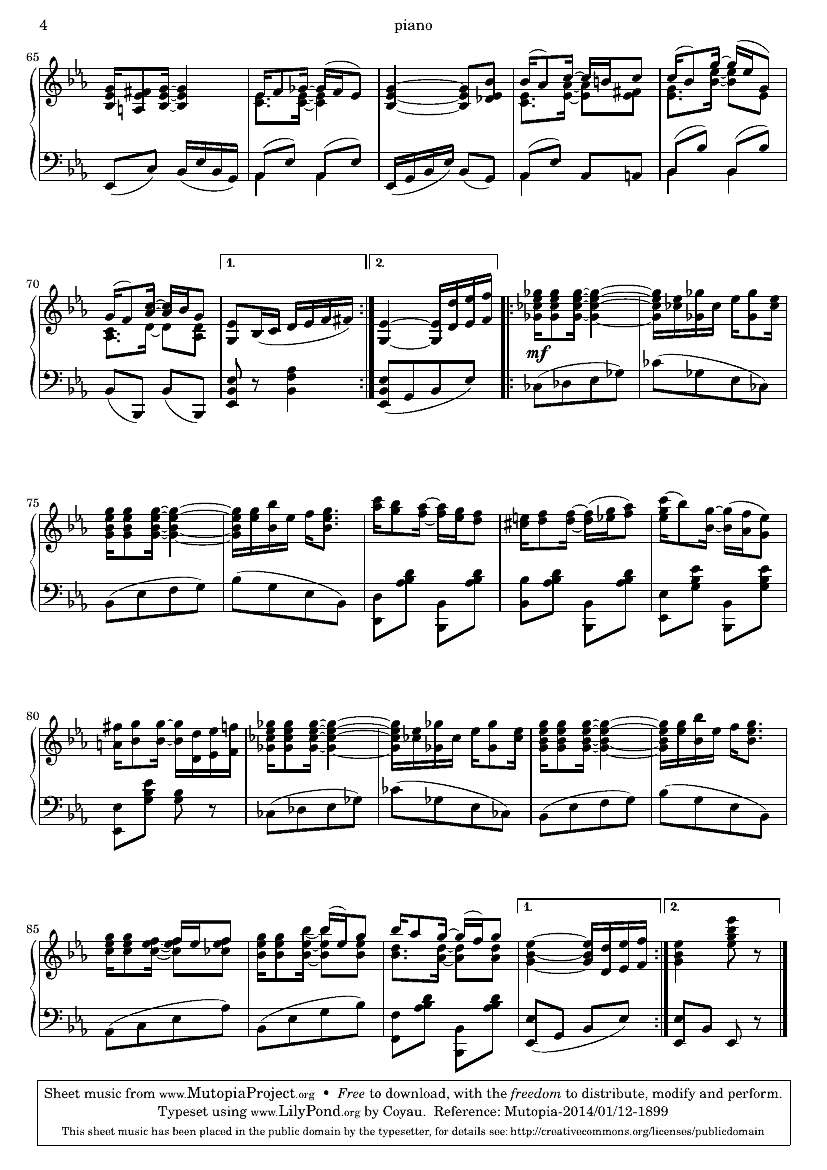 4
piano
65
70
1.
2.
mf
75
80
85
1.
2.
Sheet music from www.MutopiaProject.org • Free to download, with the freedom to distribute, modify and perform.
Typeset using www.LilyPond.org by Coyau. Reference: Mutopia-2014/01/12-1899
This sheet music has been placed in the public domain by the typesetter, for details see: http://creativecommons.org/licenses/publicdomain